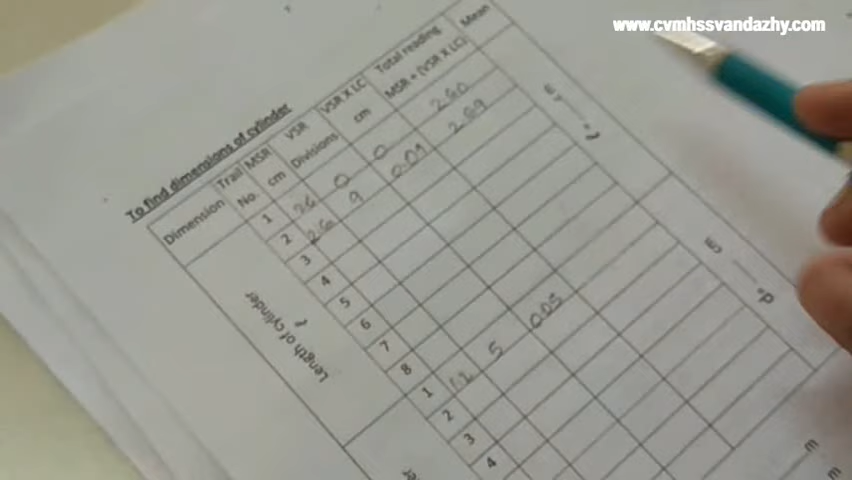 www.cvmhssvandazhy.com
To find dimensions of cylinder
Dimension Trail No. MSR cm VSR Divisions VSR X LC cm Total reading MSR + (VSR X LC) Mean
Length of cylinder
l
1 2.6 0 0 2.60
2 2.6 9 0.09 2.69
3
4
5
6
7
8
1 1.2 5 0.05
2
3
4
cm